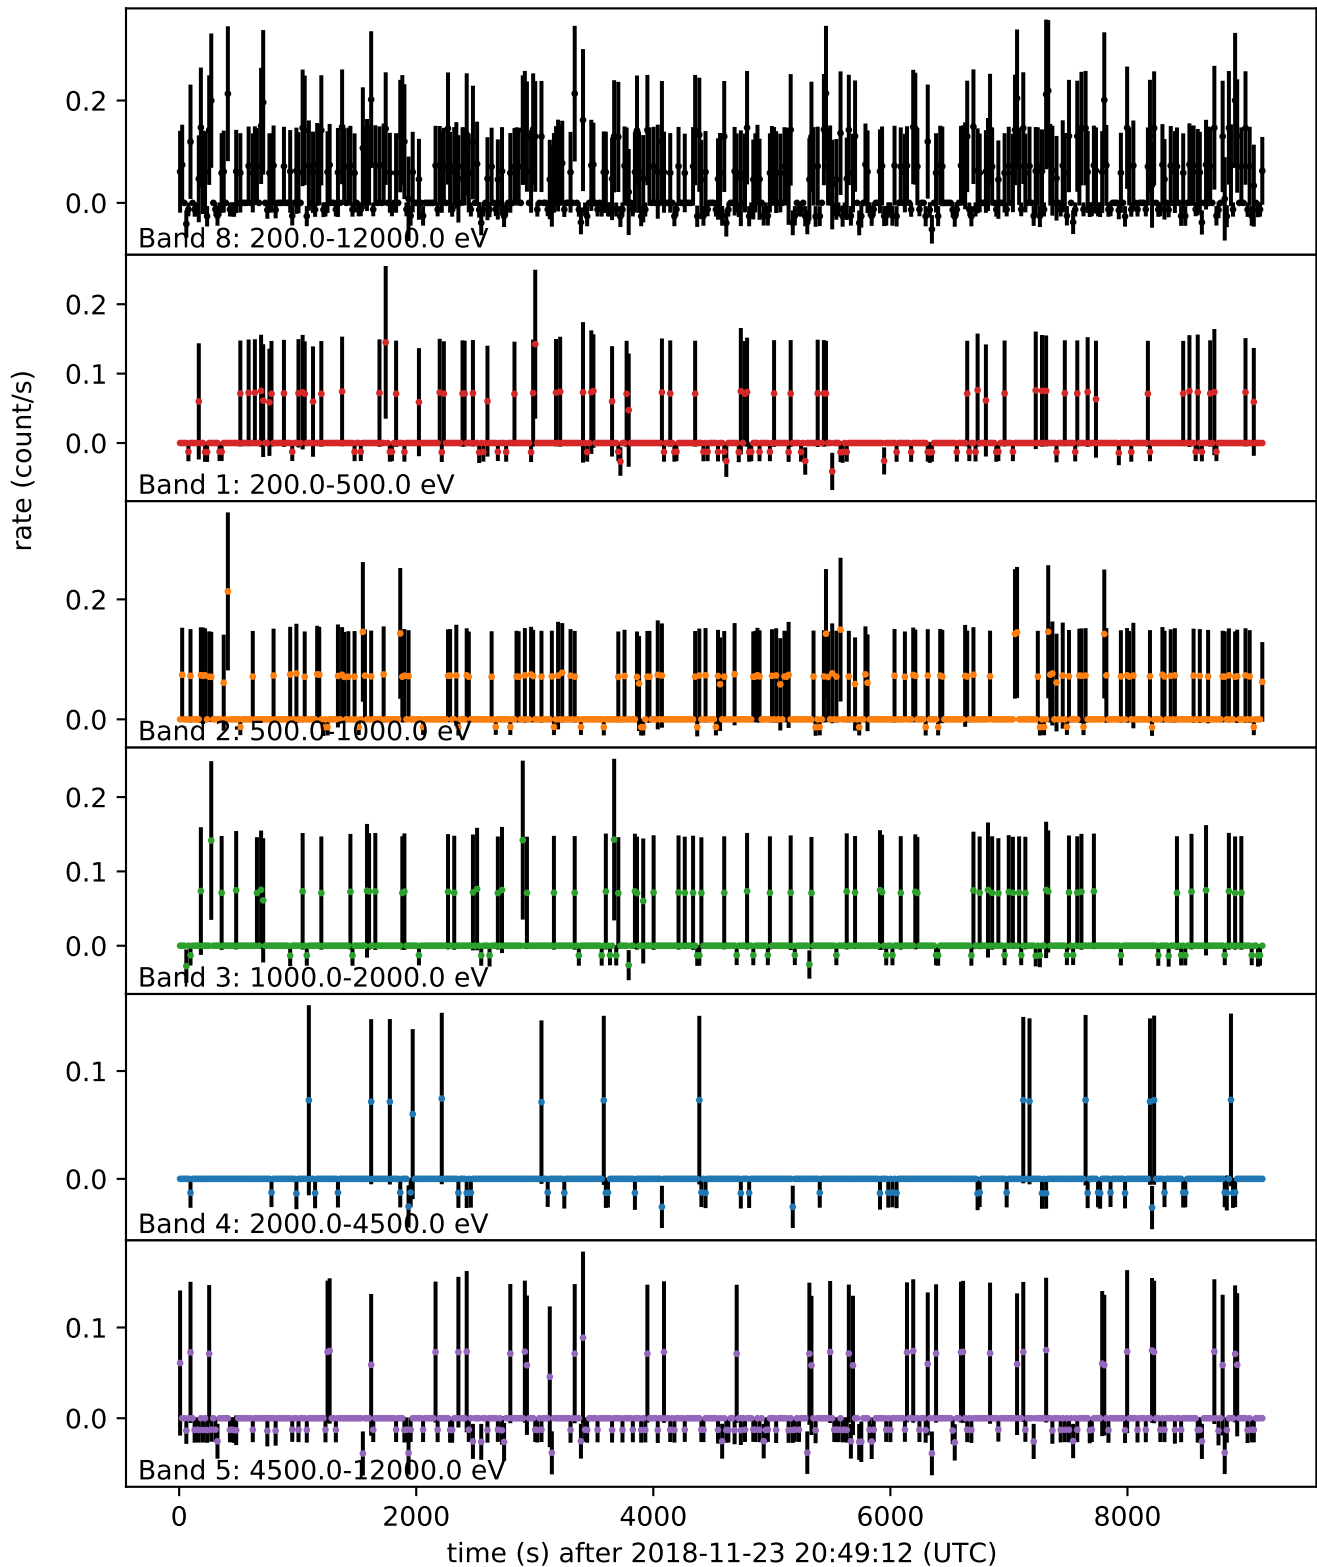 0.2
0.0
Band 8: 200.0-12000.0 eV
0.2
0.1
0.0
Band 1: 200.0-500.0 eV
rate (count/s)
0.2
0.0
Band 2: 500.0-1000.0 eV
0.2
0.1
0.0
Band 3: 1000.0-2000.0 eV
0.1
0.0
Band 4: 2000.0-4500.0 eV
0.1
0.0
Band 5: 4500.0-12000.0 eV
0 2000 4000 6000 8000
time (s) after 2018-11-23 20:49:12 (UTC)